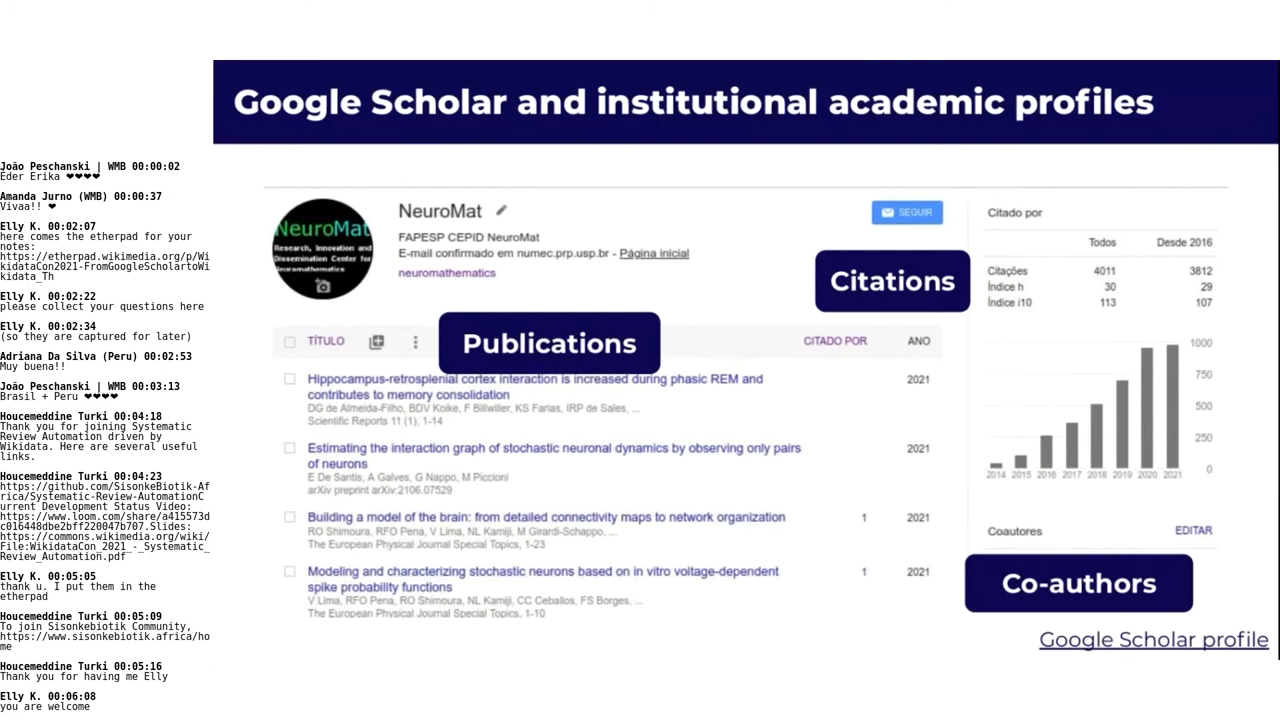 Google Scholar and institutional academic profiles
João Peschanski | WMB 00:00:02
Eder Erika ❤❤❤❤
Amanda Jurno (WMB) 00:00:37
Vivaa!! ❤
Elly K. 00:02:07
here comes the etherpad for your
notes:
https://etherpad.wikimedia.org/p/Wi
kidataCon2021-FromGoogleScholartoWi
kidata_Th
Elly K. 00:02:22
please collect your questions here
Elly K. 00:02:34
(so they are captured for later)
Adriana Da Silva (Peru) 00:02:53
Muy buena!!
João Peschanski | WMB 00:03:13
Brasil + Peru ❤❤❤❤
Houcemeddine Turki 00:04:18
Thank you for joining Systematic
Review Automation driven by
Wikidata. Here are several useful
links.
Houcemeddine Turki 00:04:23
https://github.com/SisonkeBiotik-Af
rica/Systematic-Review-AutomationC
urrent Development Status Video:
https://www.loom.com/share/a415573d
c016448dbe2bff220047b707.Slides:
https://commons.wikimedia.org/wiki/
File:WikidataCon_2021_-_Systematic_
Review_Automation.pdf
Elly K. 00:05:05
thank u. I put them in the
etherpad
Houcemeddine Turki 00:05:09
To join Sisonkebiotik Community,
https://www.sisonkebiotik.africa/ho
me
Houcemeddine Turki 00:05:16
Thank you for having me Elly
Elly K. 00:06:08
you are welcome
NeuroMat
Research, Innovation and
Dissemination Center for
Neuromathematics
NeuroMat
FAPESP CEPID NeuroMat
E-mail confirmado em numec.prp.usp.br - Página inicial
neuromathematics
SEGUIR
Publications
TÍTULO CITADO POR ANO
Hippocampus-retrosplenial cortex interaction is increased during phasic REM and 2021
contributes to memory consolidation
DG de Almeida-Filho, BDV Koike, F Billwiller, KS Farias, IRP de Sales, ...
Scientific Reports 11 (1), 1-14
Estimating the interaction graph of stochastic neuronal dynamics by observing only pairs 2021
of neurons
E De Santis, A Galves, G Nappo, M Piccioni
arXiv preprint arXiv:2106.07529
Building a model of the brain: from detailed connectivity maps to network organization 1 2021
RO Shimoura, RFO Pena, V Lima, NL Kamiji, M Girardi-Schappo, ...
The European Physical Journal Special Topics, 1-23
Modeling and characterizing stochastic neurons based on in vitro voltage-dependent 1 2021
spike probability functions
V Lima, RFO Pena, RO Shimoura, NL Kamiji, CC Ceballos, FS Borges, ...
The European Physical Journal Special Topics, 1-10
Citations
Citado por
Todos Desde 2016
Citações 4011 3812
Índice h 30 29
Índice i10 113 107
1000
750
500
250
0
2014 2015 2016 2017 2018 2019 2020 2021
Coautores EDITAR
Co-authors
Google Scholar profile